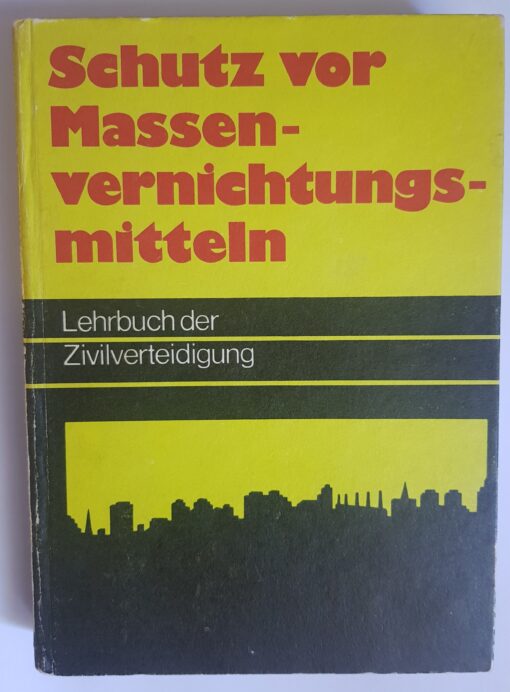 Schutz vor
Massen-
vernichtungs-
mitteln
Lehrbuch der
Zivilverteidigung